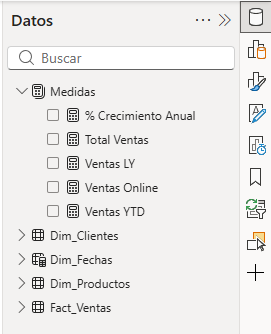 Datos
Buscar
Medidas
% Crecimiento Anual
Total Ventas
Ventas LY
Ventas Online
Ventas YTD
Dim_Clientes
Dim_Fechas
Dim_Productos
Fact_Ventas